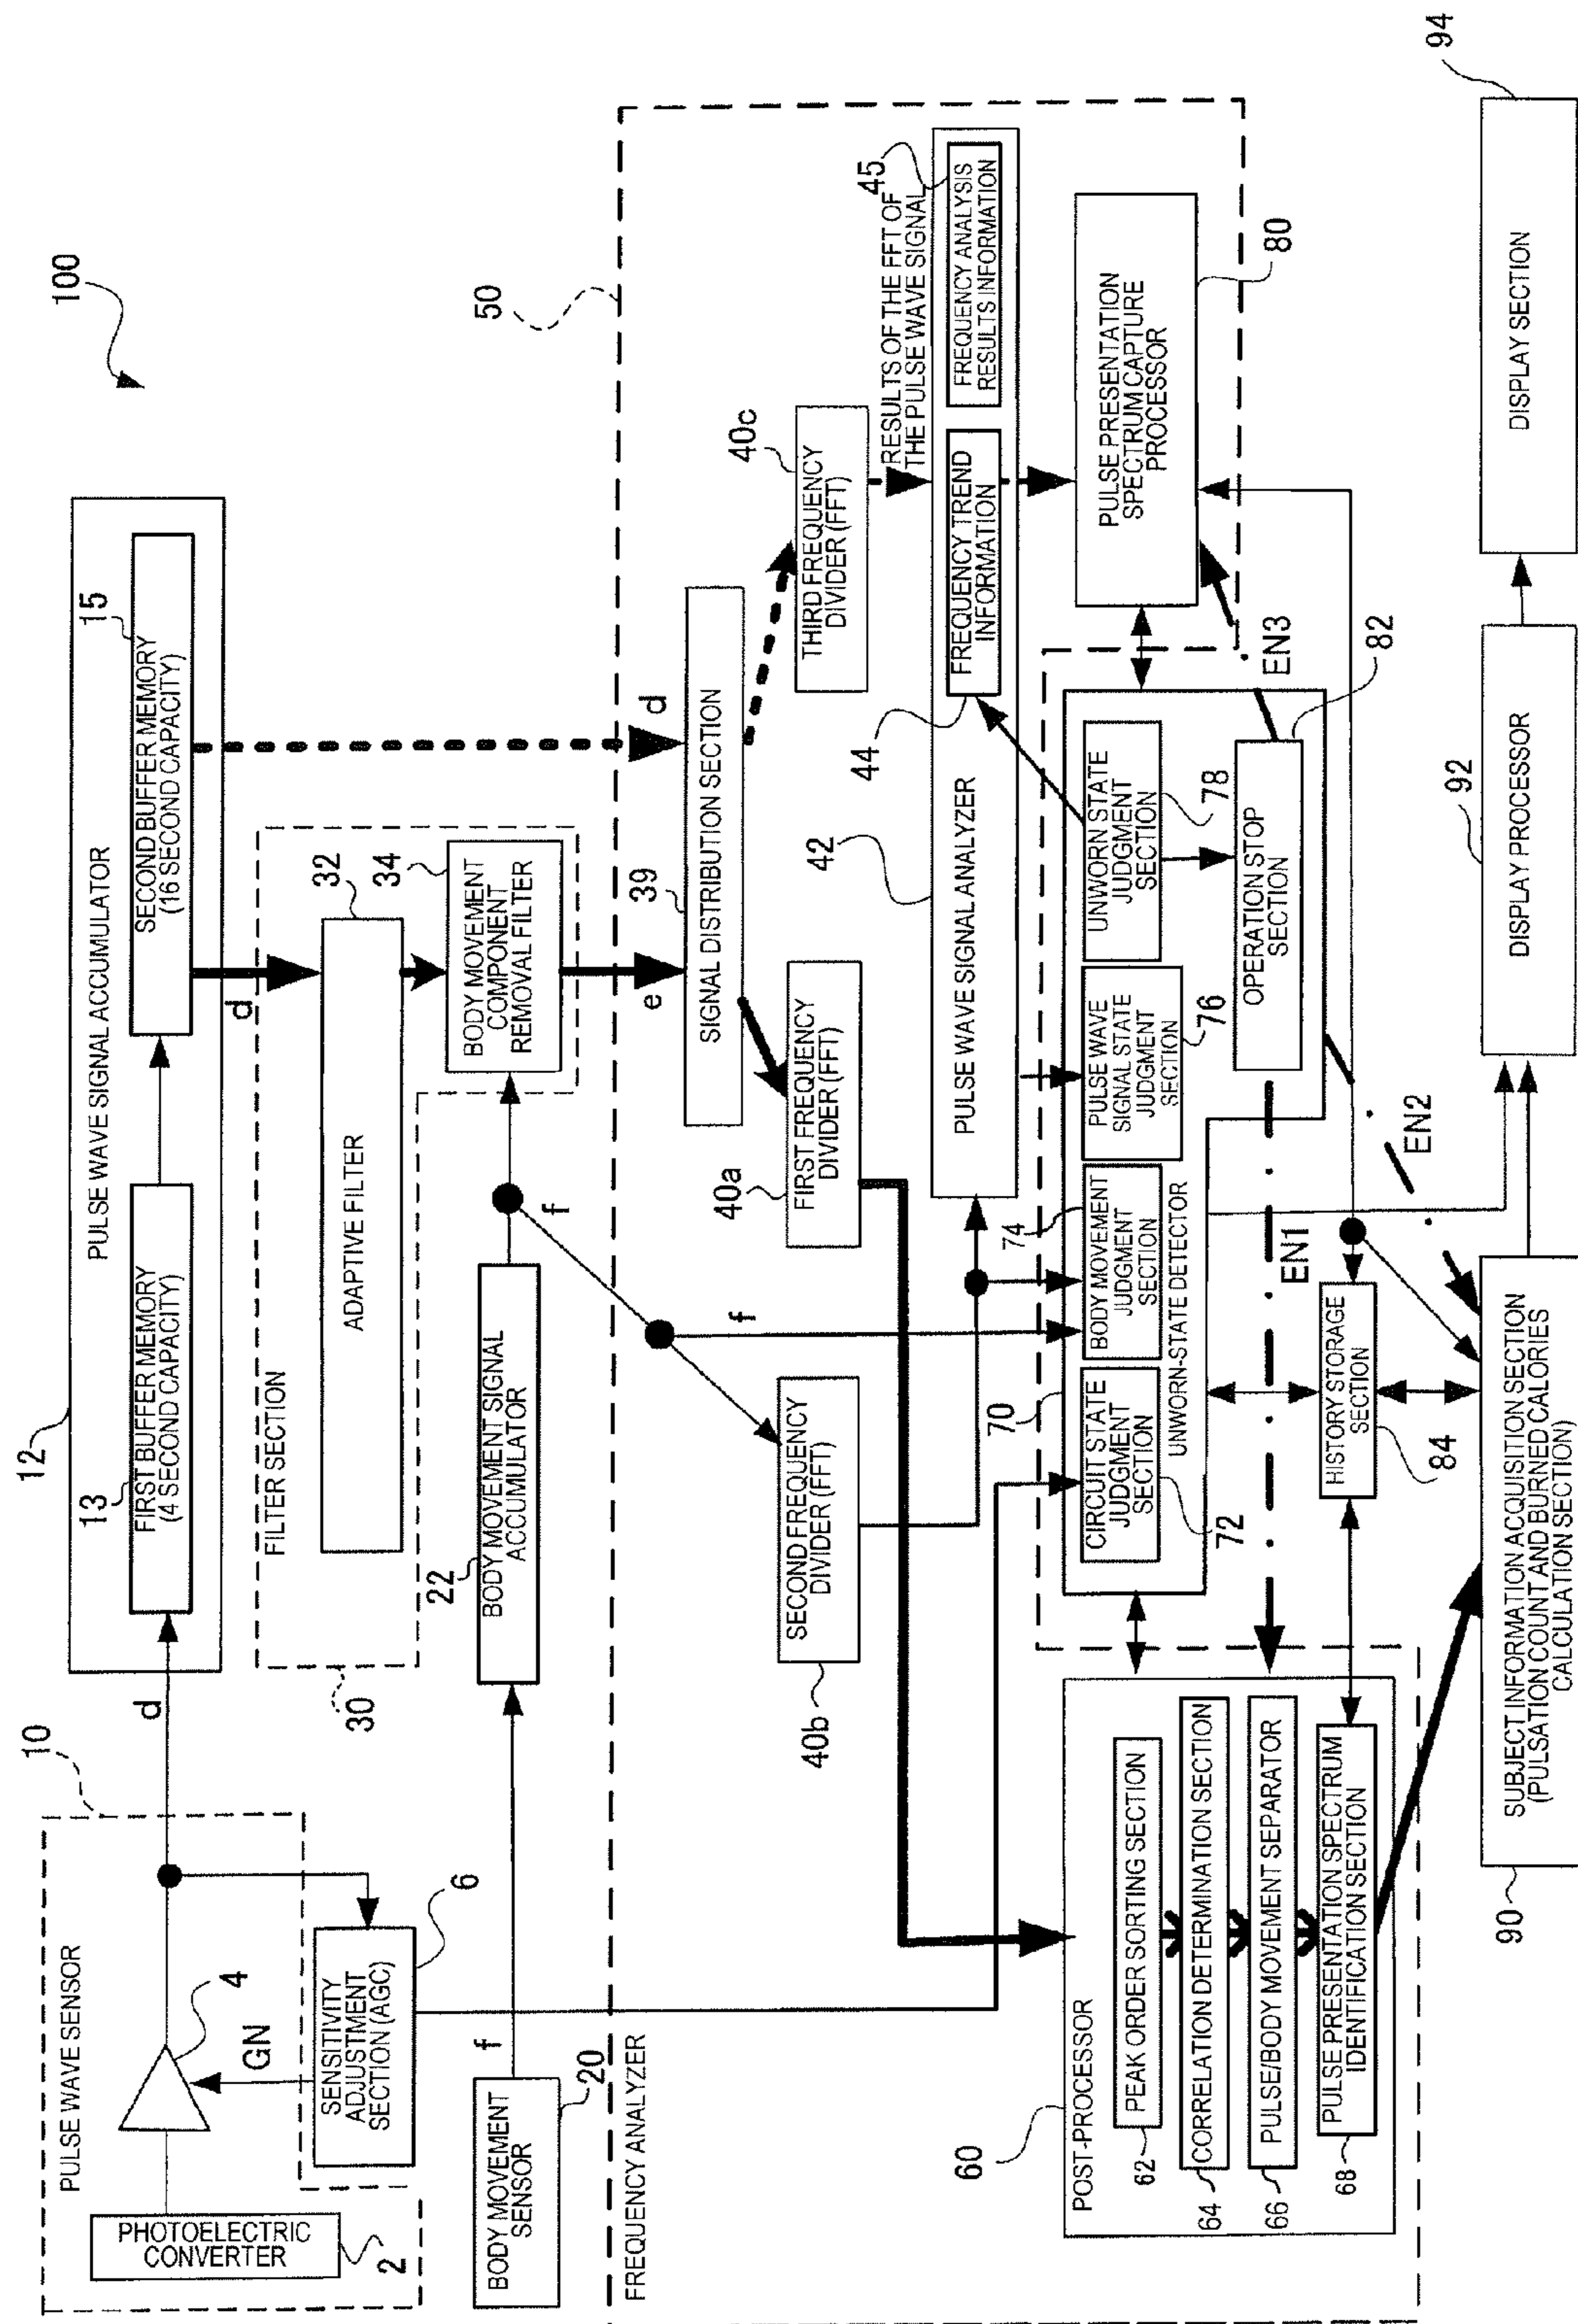 100
10
PULSE WAVE SENSOR
PHOTOELECTRIC
CONVERTER
2
4
GN
SENSITIVITY
ADJUSTMENT
SECTION (AGC)
6
d
12
PULSE WAVE SIGNAL ACCUMULATOR
13
FIRST BUFFER MEMORY
(4 SECOND CAPACITY)
15
SECOND BUFFER MEMORY
(16 SECOND CAPACITY)
d
30
FILTER SECTION
ADAPTIVE FILTER
32
34
BODY MOVEMENT
COMPONENT
REMOVAL FILTER
BODY MOVEMENT
SENSOR
20
f
22
BODY MOVEMENT SIGNAL
ACCUMULATOR
f
f
e
d
50
FREQUENCY ANALYZER
39
SIGNAL DISTRIBUTION SECTION
40a
FIRST FREQUENCY
DIVIDER (FFT)
40b
SECOND FREQUENCY
DIVIDER (FFT)
40c
THIRD FREQUENCY
DIVIDER (FFT)
RESULTS OF THE FFT OF
THE PULSE WAVE SIGNAL
42
PULSE WAVE SIGNAL ANALYZER
44
FREQUENCY TREND
INFORMATION
45
FREQUENCY ANALYSIS
RESULTS INFORMATION
60
POST-PROCESSOR
62
PEAK ORDER SORTING SECTION
64
CORRELATION DETERMINATION SECTION
66
PULSE/BODY MOVEMENT SEPARATOR
68
PULSE PRESENTATION SPECTRUM
IDENTIFICATION SECTION
70
CIRCUIT STATE
JUDGMENT
SECTION
72
74
BODY MOVEMENT
JUDGMENT
SECTION
UNWORN-STATE DETECTOR
PULSE WAVE
SIGNAL STATE
JUDGMENT
SECTION
76
UNWORN STATE
JUDGMENT
SECTION
78
OPERATION STOP
SECTION
82
PULSE PRESENTATION
SPECTRUM CAPTURE
PROCESSOR
80
EN1
EN2
EN3
HISTORY STORAGE
SECTION
84
90
SUBJECT INFORMATION ACQUISITION SECTION
(PULSATION COUNT AND BURNED CALORIES
CALCULATION SECTION)
92
DISPLAY PROCESSOR
94
DISPLAY SECTION